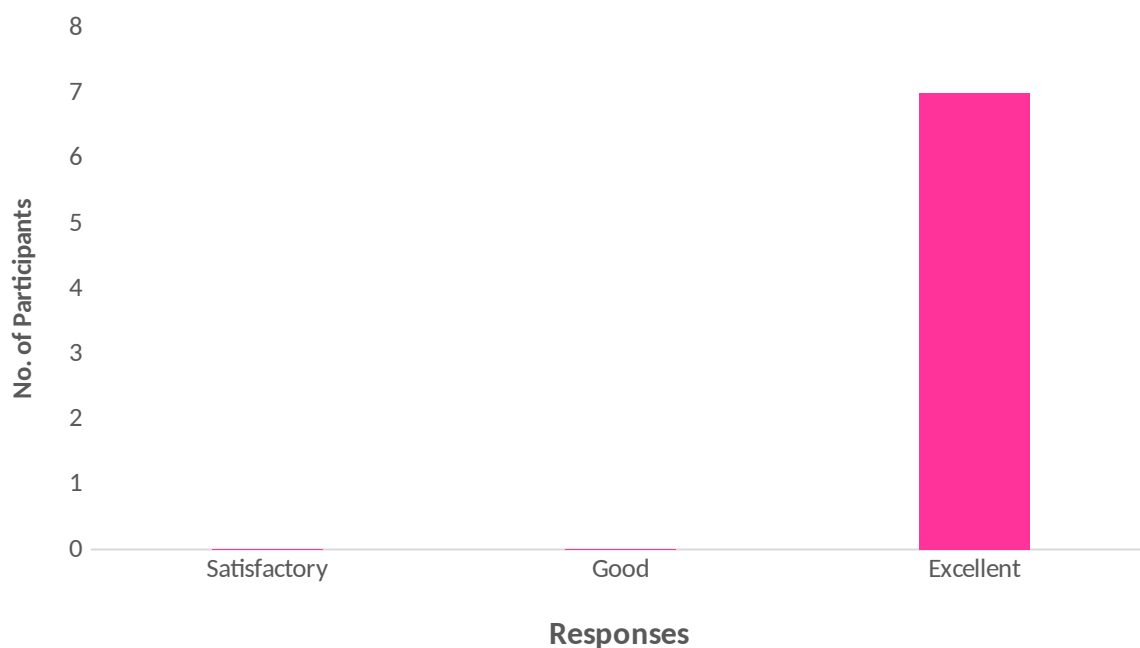 8
7
6
5
4
3
2
1
0
No. of Participants
Satisfactory
Good
Excellent
Responses